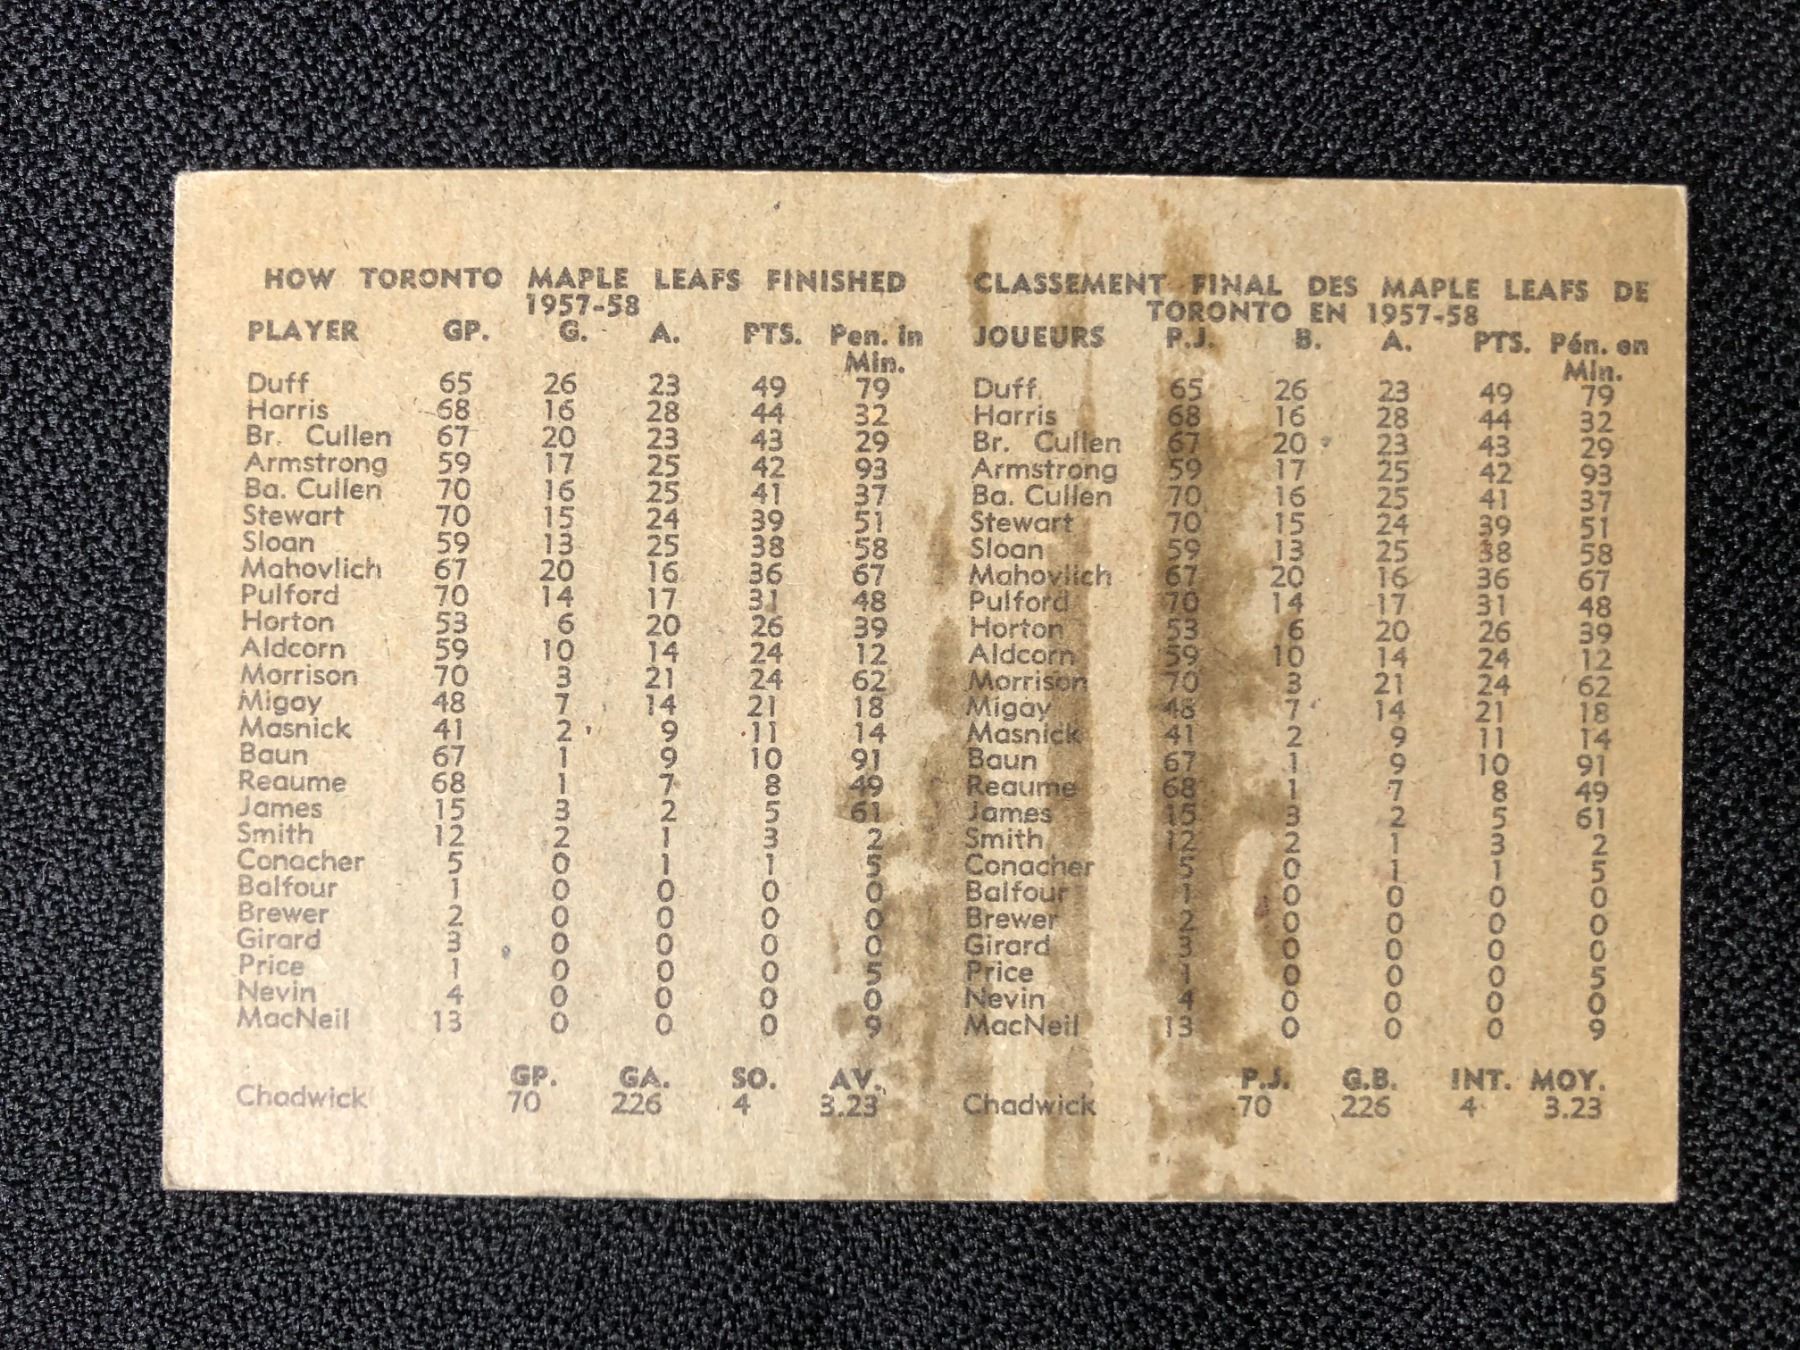 HOW TORONTO MAPLE LEAFS FINISHED
1957-58
PLAYER GP. G. A. PTS. Pen. in
Min.
Duff 65 26 23 49 79
Harris 68 16 28 44 32
Br. Cullen 67 20 23 43 29
Armstrong 59 17 25 42 93
Ba. Cullen 70 16 25 41 37
Stewart 70 15 24 39 51
Sloan 59 13 25 38 58
Mahovlich 67 20 16 36 67
Pulford 70 14 17 31 48
Horton 53 6 20 26 39
Aldcorn 59 10 14 24 12
Morrison 70 3 21 24 62
Migay 48 7 14 21 18
Masnick 41 2 9 11 14
Baun 67 1 9 10 91
Reaume 68 1 7 8 49
James 15 3 2 5 61
Smith 12 2 1 3 2
Conacher 5 0 1 1 5
Balfour 1 0 0 0 0
Brewer 2 0 0 0 0
Girard 3 0 0 0 0
Price 1 0 0 0 5
Nevin 4 0 0 0 0
MacNeil 13 0 0 0 9
GP. GA. SO. AV.
Chadwick 70 226 4 3.23
CLASSEMENT FINAL DES MAPLE LEAFS DE
TORONTO EN 1957-58
JOUEURS P.J. B. A. PTS. Pén. en
Min.
Duff. 65 26 23 49 79
Harris 68 16 28 44 32
Br. Cullen 67 20 23 43 29
Armstrong 59 17 25 42 93
Ba. Cullen 70 16 25 41 37
Stewart 70 15 24 39 51
Sloan 59 13 25 38 58
Mahovlich 67 20 16 36 67
Pulford 70 14 17 31 48
Horton 53 6 20 26 39
Aldcorn 59 10 14 24 12
Morrison 70 3 21 24 62
Migay 48 7 14 21 18
Masnick 41 2 9 11 14
Baun 67 1 9 10 91
Reaume 68 1 7 8 49
James 15 3 2 5 61
Smith 12 2 1 3 2
Conacher 5 0 1 1 5
Balfour 1 0 0 0 0
Brewer 2 0 0 0 0
Girard 3 0 0 0 0
Price 1 0 0 0 5
Nevin 4 0 0 0 0
MacNeil 13 0 0 0 9
P.J. G.B. INT. MOY.
Chadwick 70 226 4 3.23